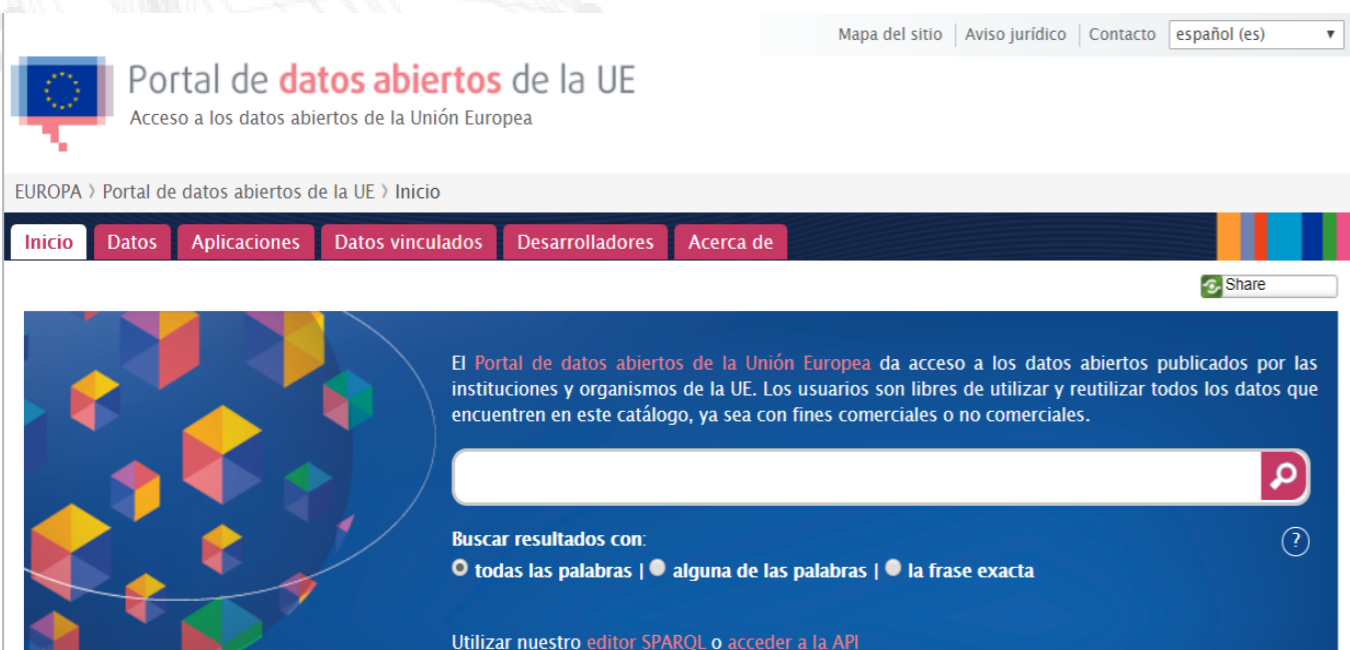 Mapa del sitio | Aviso jurídico | Contacto español (es)
Portal de datos abiertos de la UE
Acceso a los datos abiertos de la Unión Europea
EUROPA > Portal de datos abiertos de la UE > Inicio
Inicio Datos Aplicaciones Datos vinculados Desarrolladores Acerca de
Share
El Portal de datos abiertos de la Unión Europea da acceso a los datos abiertos publicados por las
instituciones y organismos de la UE. Los usuarios son libres de utilizar y reutilizar todos los datos que
encuentren en este catálogo, ya sea con fines comerciales o no comerciales.
Buscar resultados con:
?
todas las palabras | alguna de las palabras | la frase exacta
Utilizar nuestro editor SPARQL o acceder a la API